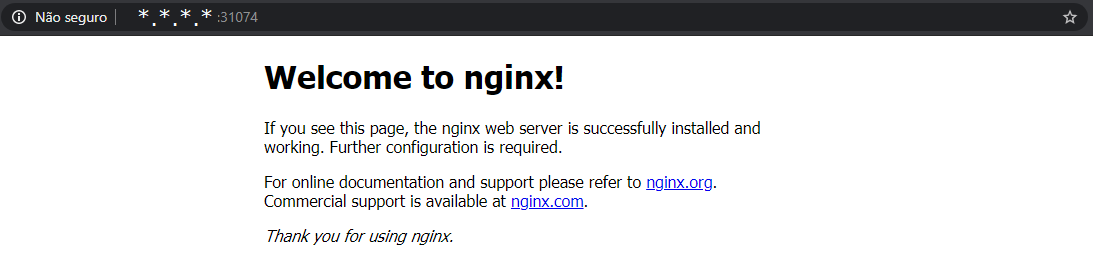 Não seguro | *.*.*.* :31074
Welcome to nginx!
If you see this page, the nginx web server is successfully installed and
working. Further configuration is required.
For online documentation and support please refer to nginx.org.
Commercial support is available at nginx.com.
Thank you for using nginx.